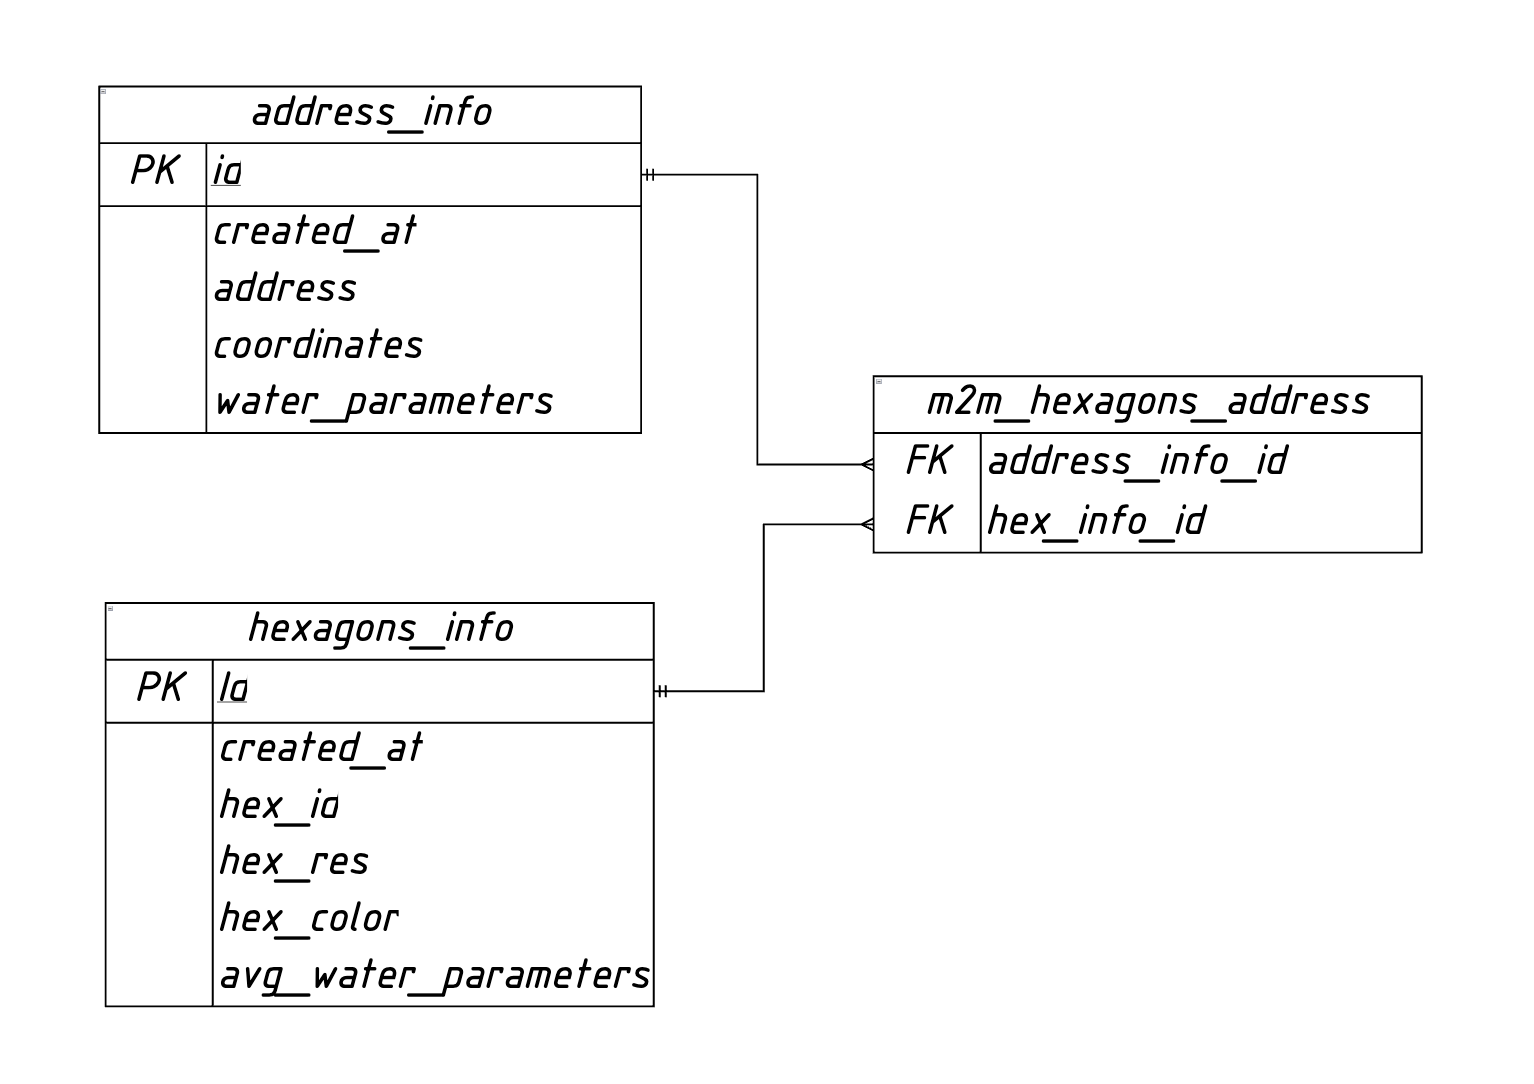 address_info
PK id
created_at
address
coordinates
water_parameters
m2m_hexagons_address
FK address_info_id
FK hex_info_id
hexagons_info
PK Id
created_at
hex_id
hex_res
hex_color
avg_water_parameters